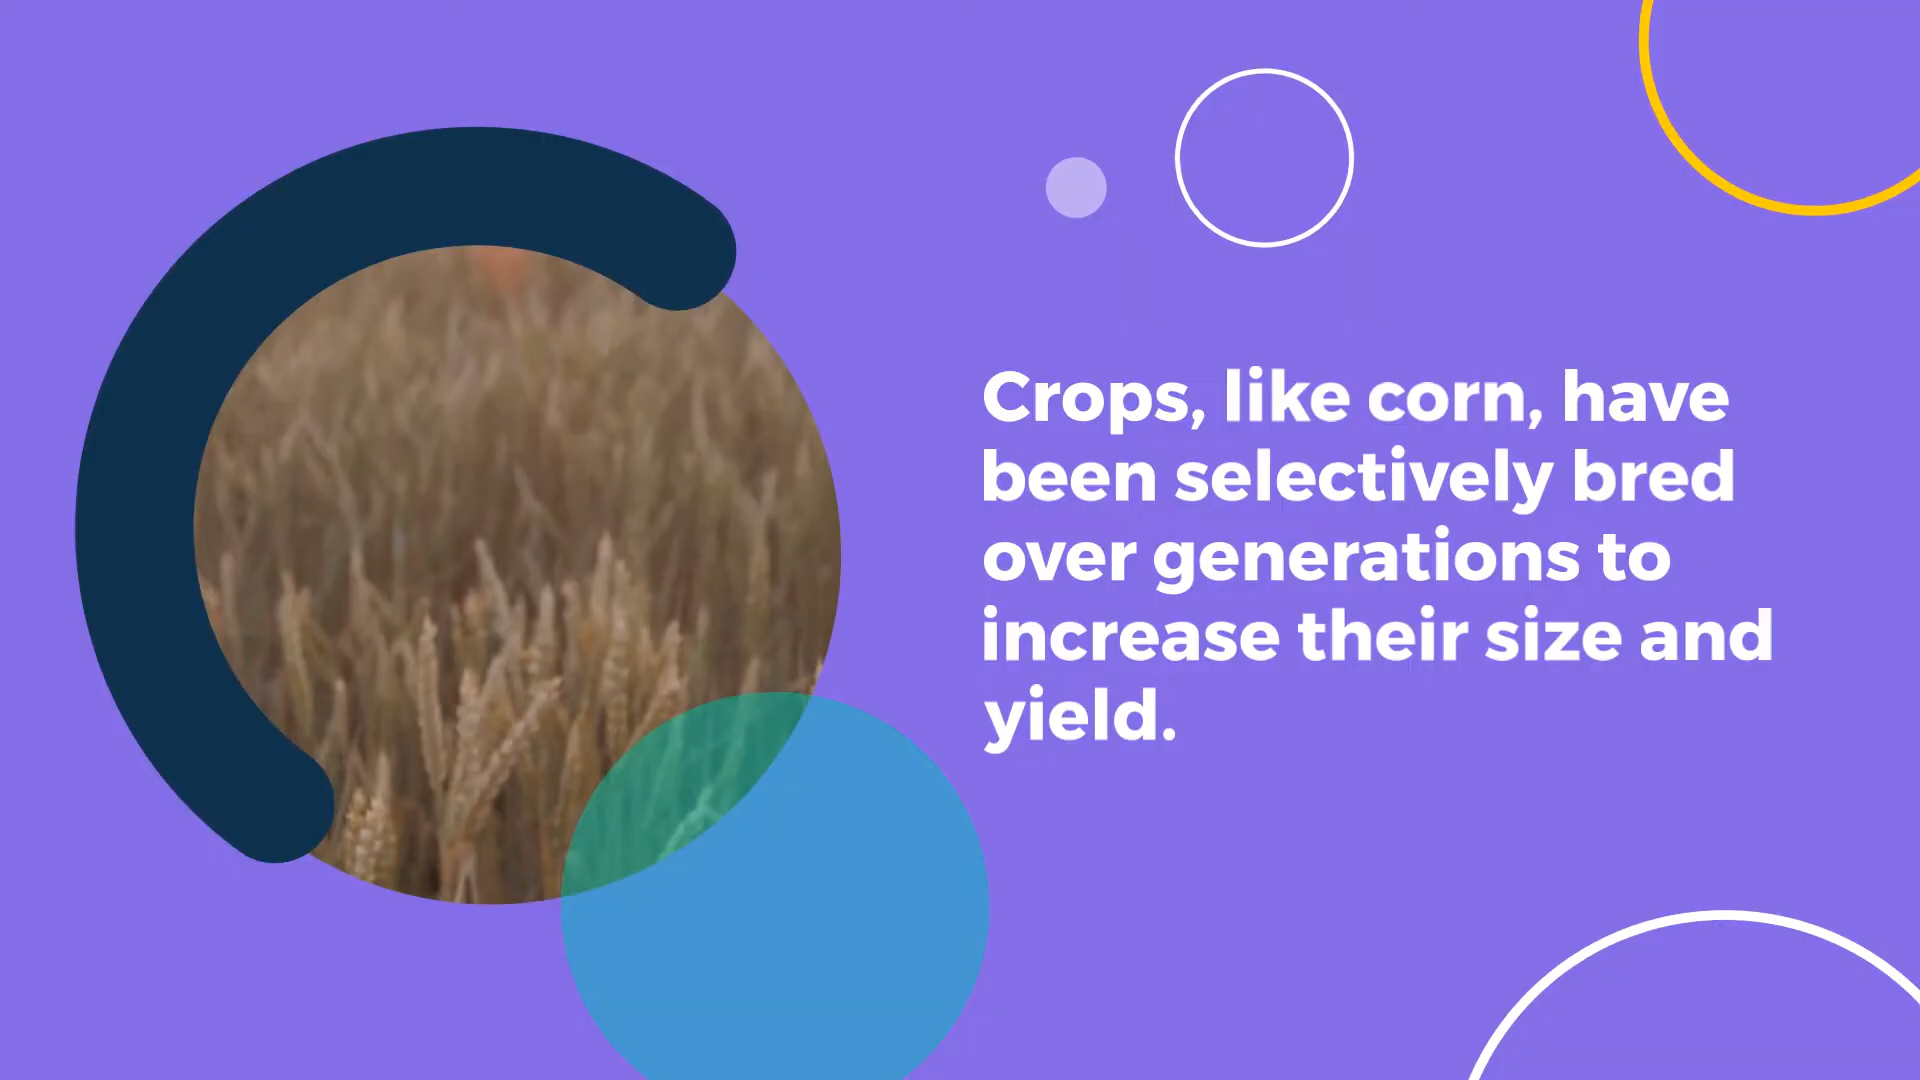 Crops, like corn, have
been selectively bred
over generations to
increase their size and
yield.